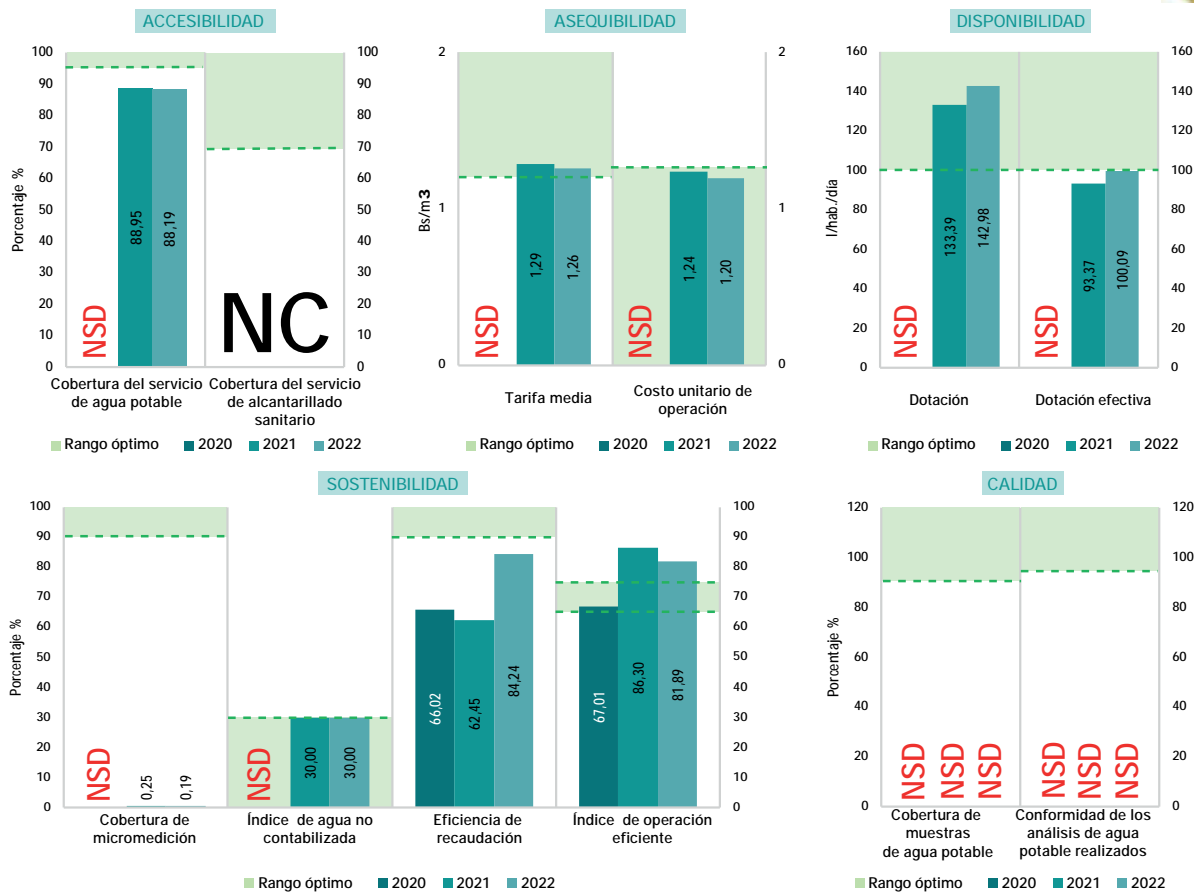 ACCESIBILIDAD
100
90
80
70
60
50
40
30
20
10
0
Porcentaje %
NSD
88,95
88,19
NC
100
90
80
70
60
50
40
30
20
10
0
Cobertura del servicio
de agua potable
Cobertura del servicio
de alcantarillado
sanitario
Rango óptimo 2020 2021 2022
ASEQUIBILIDAD
2
1
0
Bs/m3
NSD
1,29
1,26
NSD
1,24
1,20
2
1
0
Tarifa media
Costo unitario de
operación
Rango óptimo 2020 2021 2022
DISPONIBILIDAD
160
140
120
100
80
60
40
20
0
l/hab./día
NSD
133,39
142,98
NSD
93,37
100,09
160
140
120
100
80
60
40
20
0
Dotación
Dotación efectiva
Rango óptimo 2020 2021 2022
SOSTENIBILIDAD
100
90
80
70
60
50
40
30
20
10
0
Porcentaje %
NSD
0,25
0,19
NSD
30,00
30,00
66,02
62,45
84,24
67,01
86,30
81,89
100
90
80
70
60
50
40
30
20
10
0
Cobertura de
micromedición
Índice de agua no
contabilizada
Eficiencia de
recaudación
Índice de operación
eficiente
Rango óptimo 2020 2021 2022
CALIDAD
120
100
80
60
40
20
0
Porcentaje %
NSD
NSD
NSD
NSD
NSD
NSD
120
100
80
60
40
20
0
Cobertura de
muestras
de agua potable
Conformidad de los
análisis de agua
potable realizados
Rango óptimo 2020 2021 2022